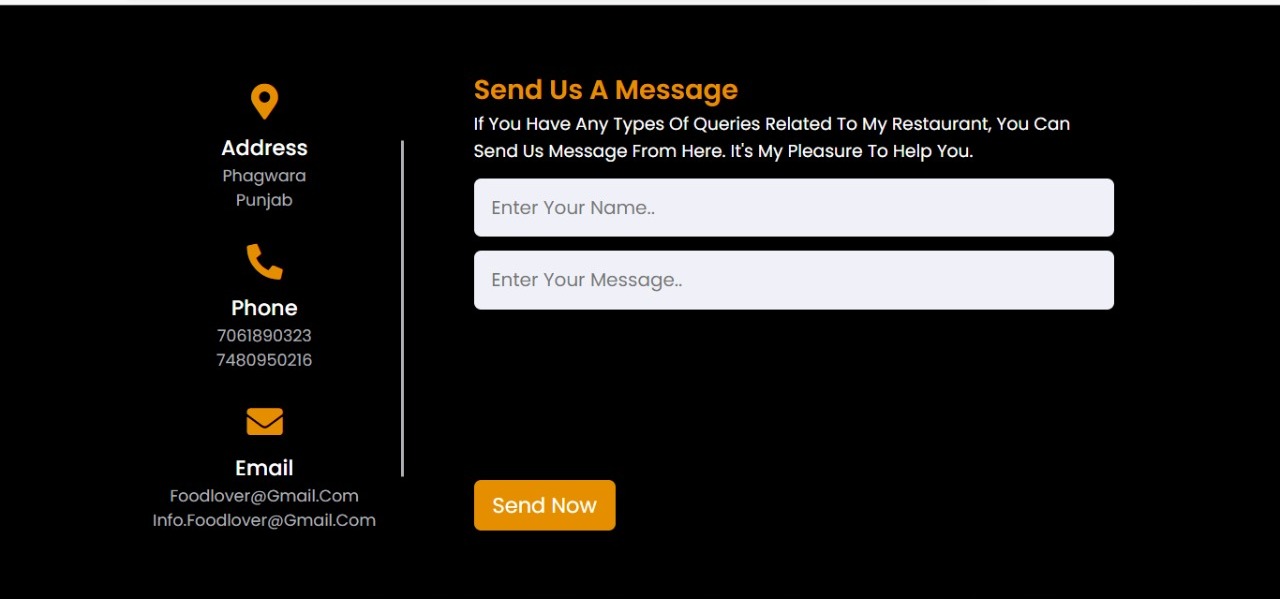 Address
Phagwara
Punjab
Phone
7061890323
7480950216
Email
Foodlover@Gmail.Com
Info.Foodlover@Gmail.Com
Send Us A Message
If You Have Any Types Of Queries Related To My Restaurant, You Can
Send Us Message From Here. It's My Pleasure To Help You.
Enter Your Name..
Enter Your Message..
Send Now